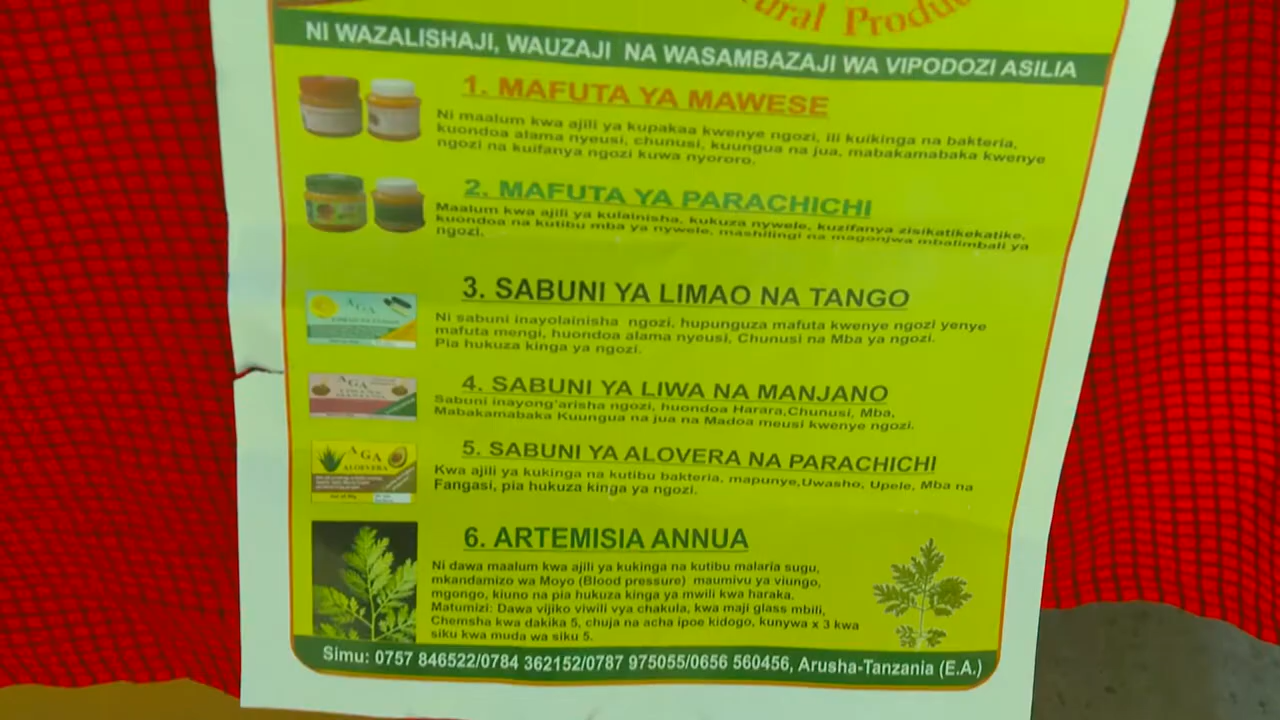 Natural Produc
NI WAZALISHAJI, WAUZAJI NA WASAMBAZAJI WA VIPODOZI ASILIA
1. MAFUTA YA MAWESE
Ni maalum kwa ajili ya kupakaa kwenye ngozi, ili kuikinga na bakteria,
kuondoa alama nyeusi, chunusi, kuungua na jua, mabakamabaka kwenye
ngozi na kuifanya ngozi kuwa nyororo.
2. MAFUTA YA PARACHICHI
Maalum kwa ajili ya kulainisha, kukuza nywele, kuzifanya zisikatikekatike,
kuondoa na kutibu mba ya nywele, mashilingi na magonjwa mbalimbali ya
ngozi.
3. SABUNI YA LIMAO NA TANGO
Ni sabuni inayolainisha ngozi, hupunguza mafuta kwenye ngozi yenye
mafuta mengi, huondoa alama nyeusi, Chunusi na Mba ya ngozi.
Pia hukuza kinga ya ngozi.
AGA
4. SABUNI YA LIWA NA MANJANO
Sabuni inayong'arisha ngozi, huondoa Harara,Chunusi, Mba,
Mabakamabaka Kuungua na jua na Madoa meusi kwenye ngozi.
AGA
5. SABUNI YA ALOVERA NA PARACHICHI
Kwa ajili ya kukinga na kutibu bakteria, mapunye,Uwasho, Upele, Mba na
Fangasi, pia hukuza kinga ya ngozi.
AGA
ALOEVERA
6. ARTEMISIA ANNUA
Ni dawa maalum kwa ajili ya kukinga na kutibu malaria sugu,
mkandamizo wa Moyo (Blood pressure) maumivu ya viungo,
mgongo, kiuno na pia hukuza kinga ya mwili kwa haraka.
Matumizi: Dawa vijiko viwili vya chakula, kwa maji glass mbili,
Chemsha kwa dakika 5, chuja na acha ipoe kidogo, kunywa x 3 kwa
siku kwa muda wa siku 5.
Simu: 0757 846522/0784 362152/0787 975055/0656 560456, Arusha-Tanzania (E.A.)